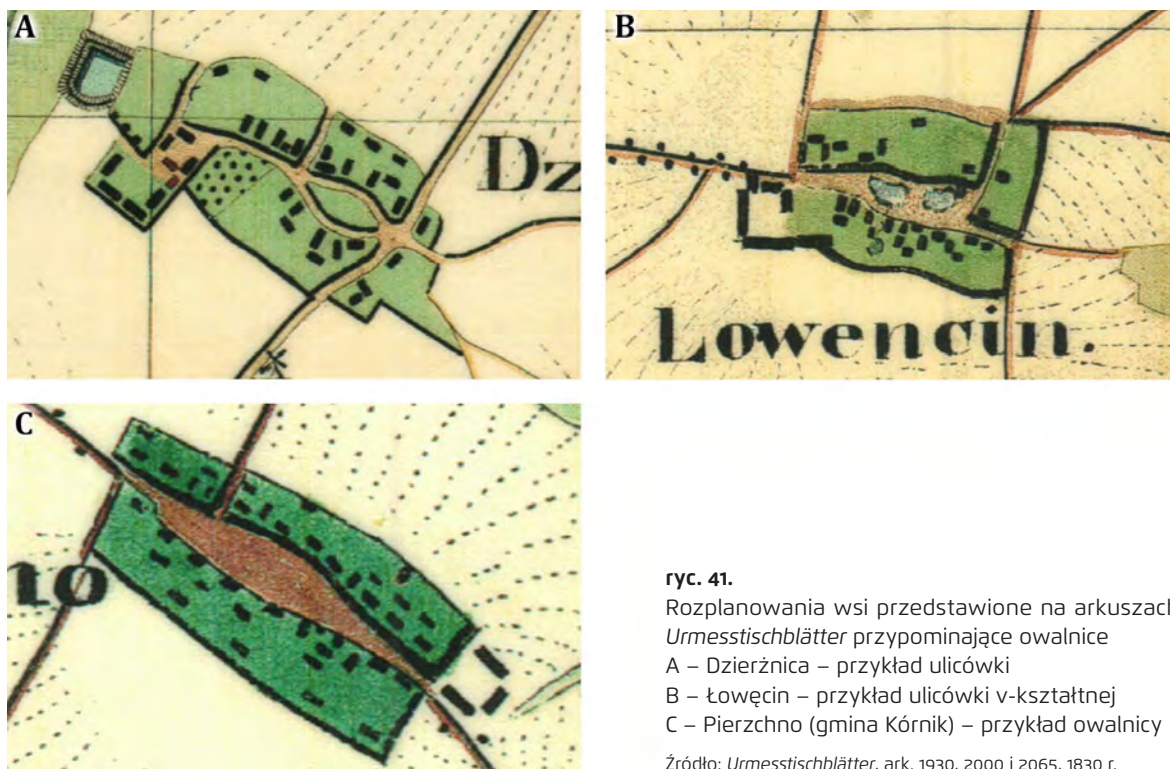 A
Dz
B
Lowencin.
C
no
ryc. 41.
Rozplanowania wsi przedstawione na arkuszach
Urmesstischblätter przypominające owalnice
A – Dzierżnica – przykład ulicówki
B – Łowęcin – przykład ulicówki v-kształtnej
C – Pierzchno (gmina Kórnik) – przykład owalnicy
Źródło: Urmesstischblätter, ark. 1930, 2000 i 2065, 1830 r.